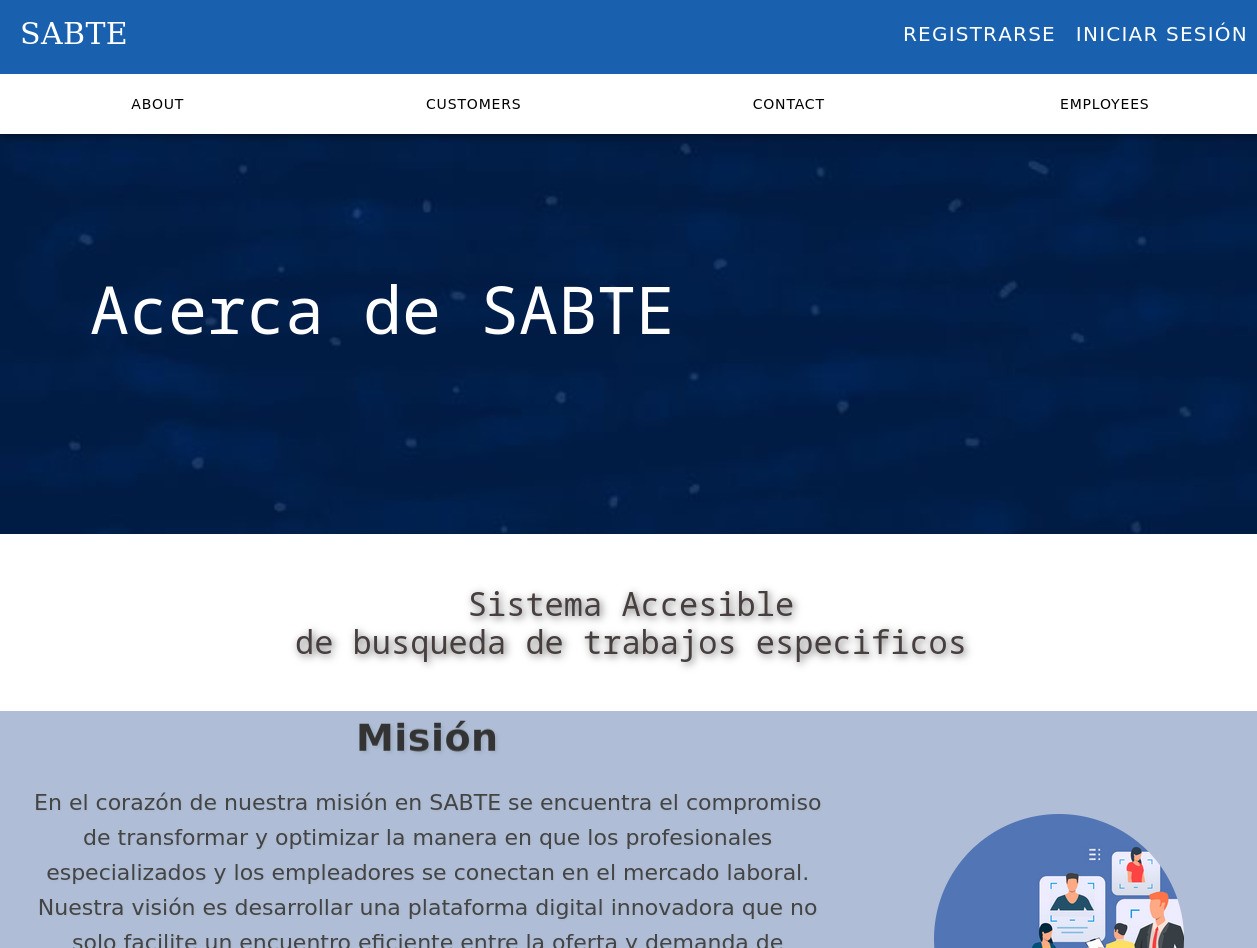 SABTE
REGISTRARSE INICIAR SESIÓN
ABOUT CUSTOMERS CONTACT EMPLOYEES
Acerca de SABTE
Sistema Accesible
de busqueda de trabajos especificos
Misión
En el corazón de nuestra misión en SABTE se encuentra el compromiso
de transformar y optimizar la manera en que los profesionales
especializados y los empleadores se conectan en el mercado laboral.
Nuestra visión es desarrollar una plataforma digital innovadora que no
solo facilite un encuentro eficiente entre la oferta y demanda de